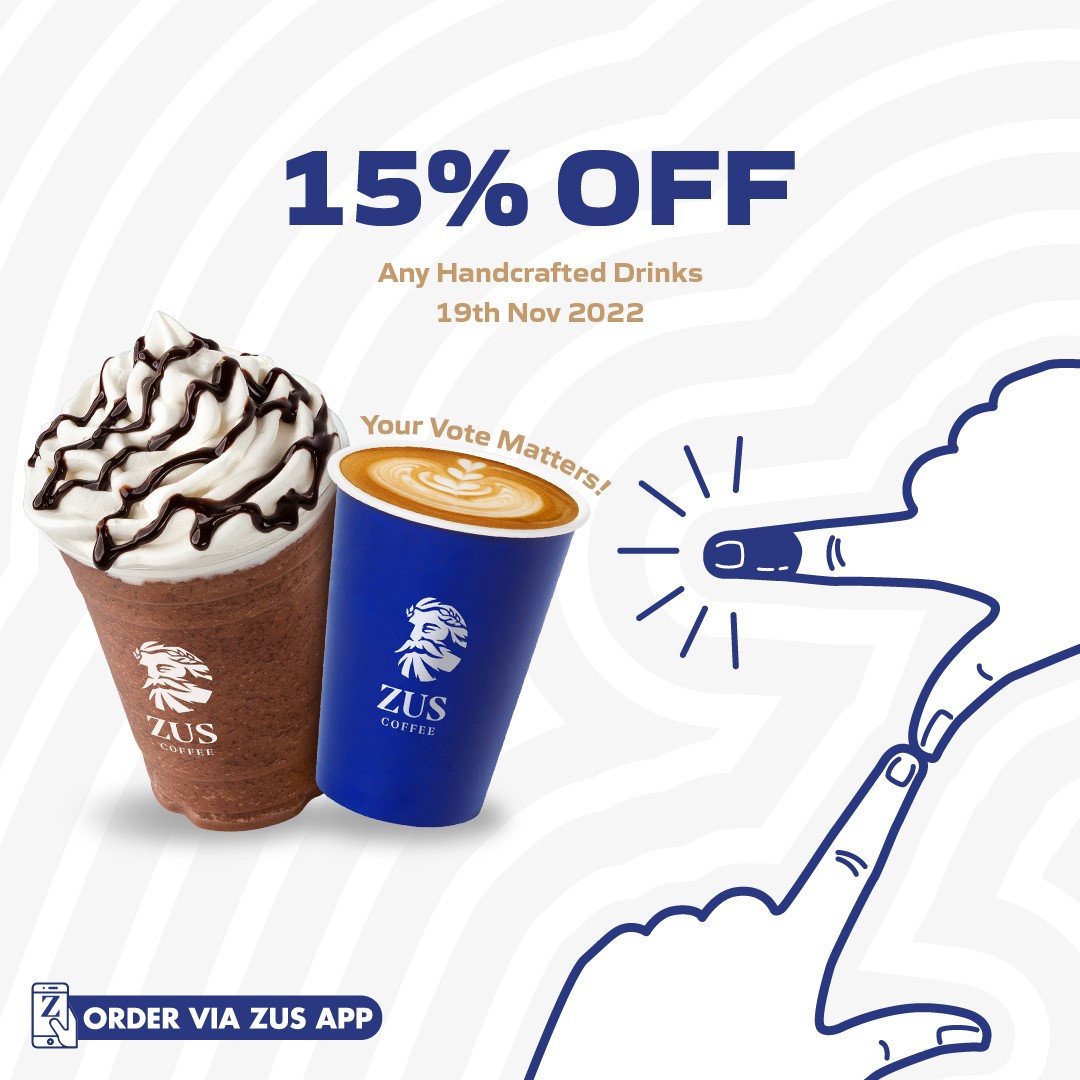 15% OFF
Any Handcrafted Drinks
19th Nov 2022
Your Vote Matters!
ZUS
COFFEE
ZUS
COFFEE
Z
ORDER VIA ZUS APP